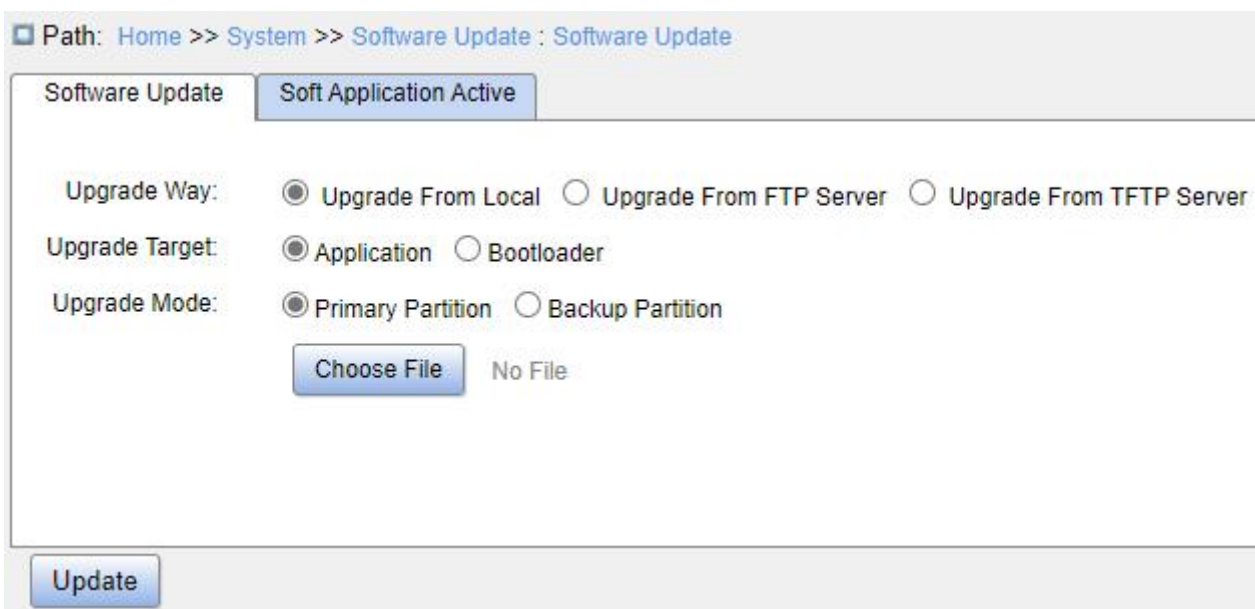 Path: Home >> System >> Software Update : Software Update
Software Update Soft Application Active
Upgrade Way: Upgrade From Local Upgrade From FTP Server Upgrade From TFTP Server
Upgrade Target: Application Bootloader
Upgrade Mode: Primary Partition Backup Partition
Choose File No File
Update